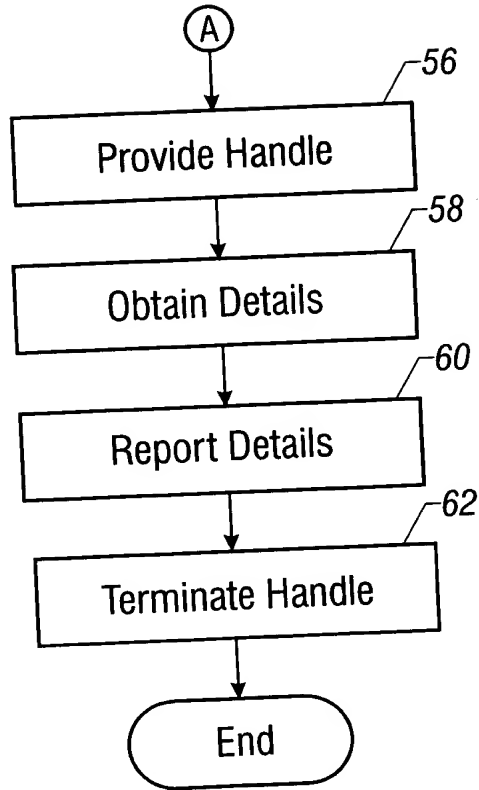 A
56
Provide Handle
58
Obtain Details
60
Report Details
62
Terminate Handle
End